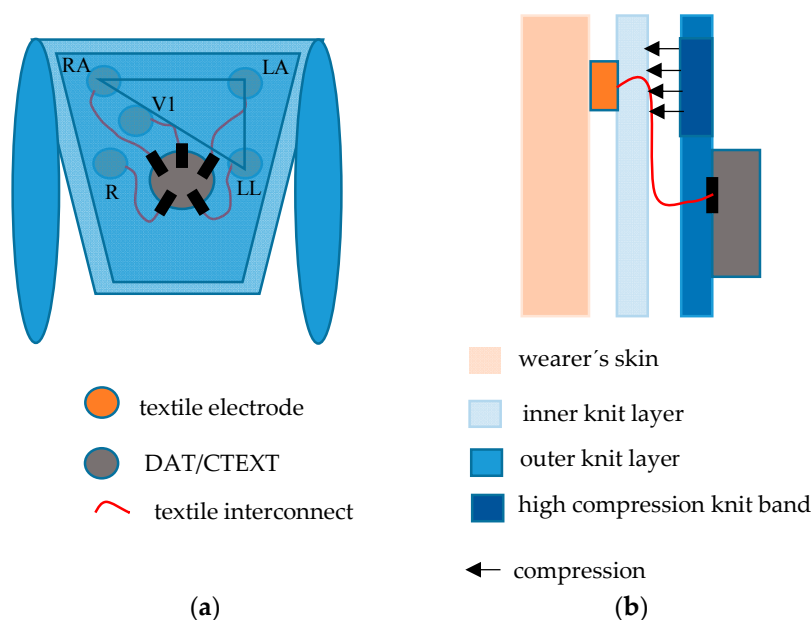 RA
LA
V1
R
LL
textile electrode
DAT/CTEXT
textile interconnect
(a)
wearer´s skin
inner knit layer
outer knit layer
high compression knit band
compression
(b)